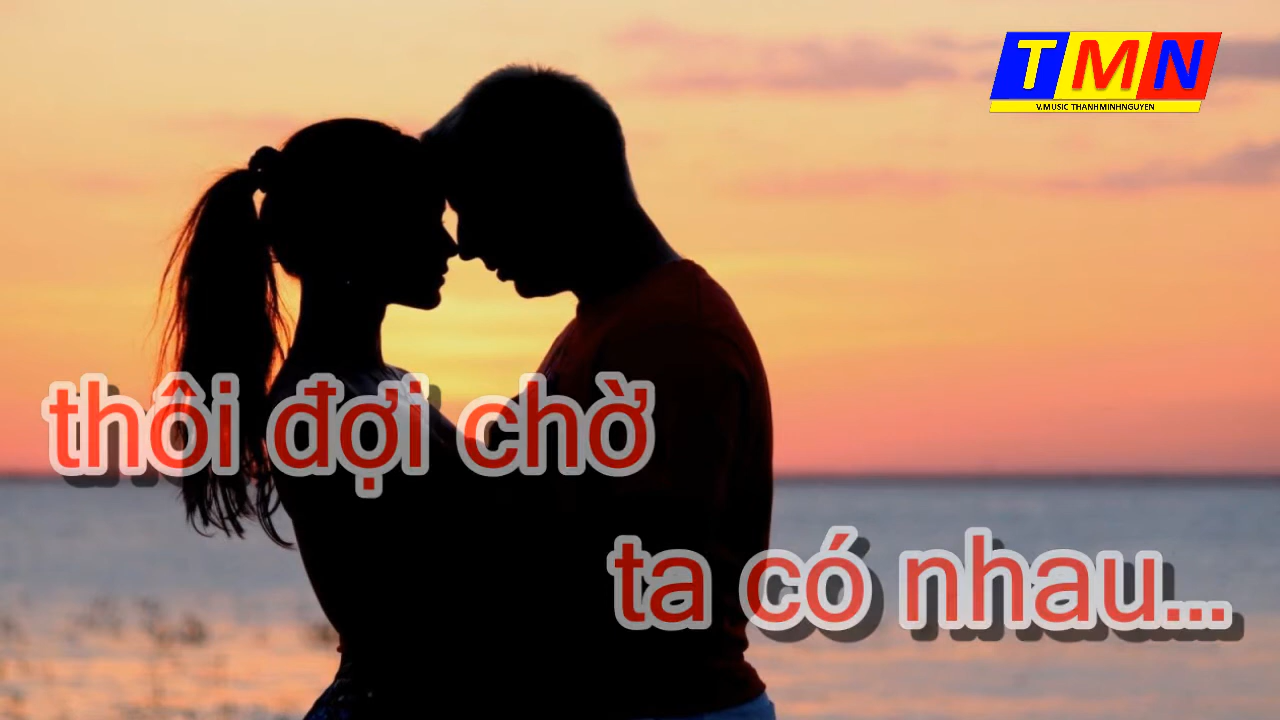 TMN
V.MUSIC THANHMINHNGUYEN
thôi đợi chờ
ta có nhau...